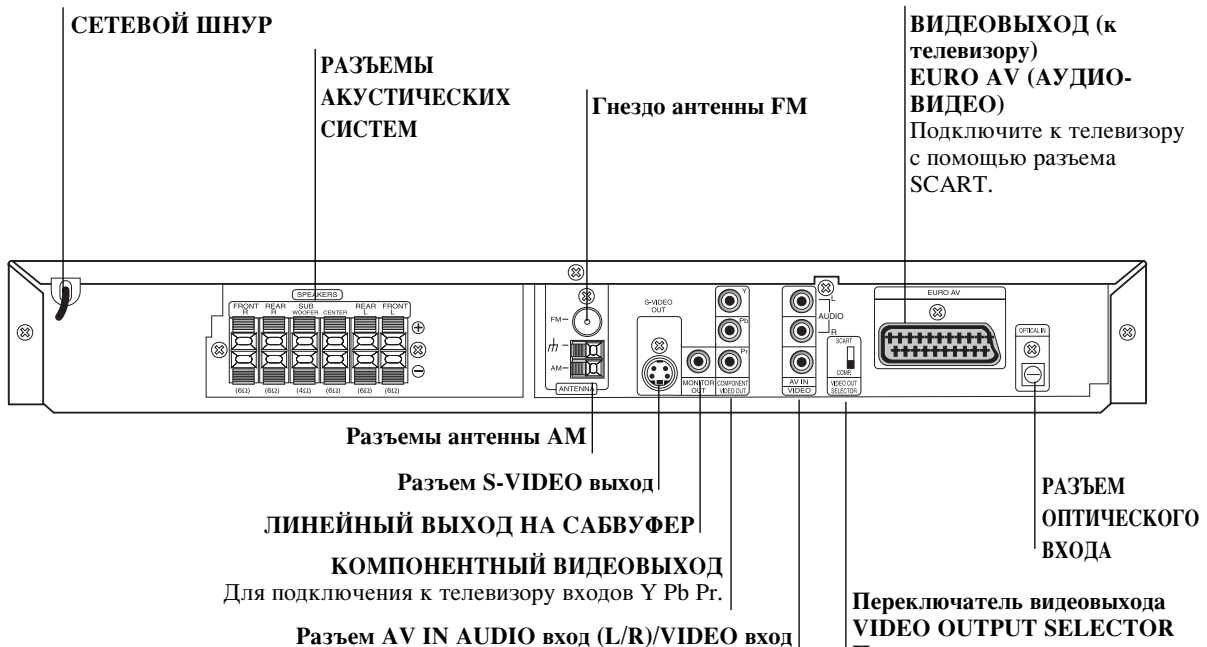 СЕТЕВОЙ ШНУР
РАЗЪЕМЫ
АКУСТИЧЕСКИХ
СИСТЕМ
Гнездо антенны FM
ВИДЕОВЫХОД (к
телевизору)
EURO AV (АУДИО-
ВИДЕО)
Подключите к телевизору
с помощью разъема
SCART.
SPEAKERS
FRONT R
REAR R
SUB WOOFER
CENTER
REAR L
FRONT L
(6Ω) (6Ω) (4Ω) (6Ω) (6Ω) (6Ω)
FM
AM
ANTENNA
S-VIDEO
OUT
MONITOR
OUT
Y
Pb
Pr
COMPONENT
VIDEO OUT
L
AUDIO
R
AV IN
VIDEO
SCART
COMP.
VIDEO OUT
SELECTOR
EURO AV
OPTICAL IN
Разъемы антенны AM
Разъем S-VIDEO выход
ЛИНЕЙНЫЙ ВЫХОД НА САБВУФЕР
КОМПОНЕНТНЫЙ ВИДЕОВЫХОД
Для подключения к телевизору входов Y Pb Pr.
Разъем AV IN AUDIO вход (L/R)/VIDEO вход
РАЗЪЕМ
ОПТИЧЕСКОГО
ВХОДА
Переключатель видеовыхода
VIDEO OUTPUT SELECTOR